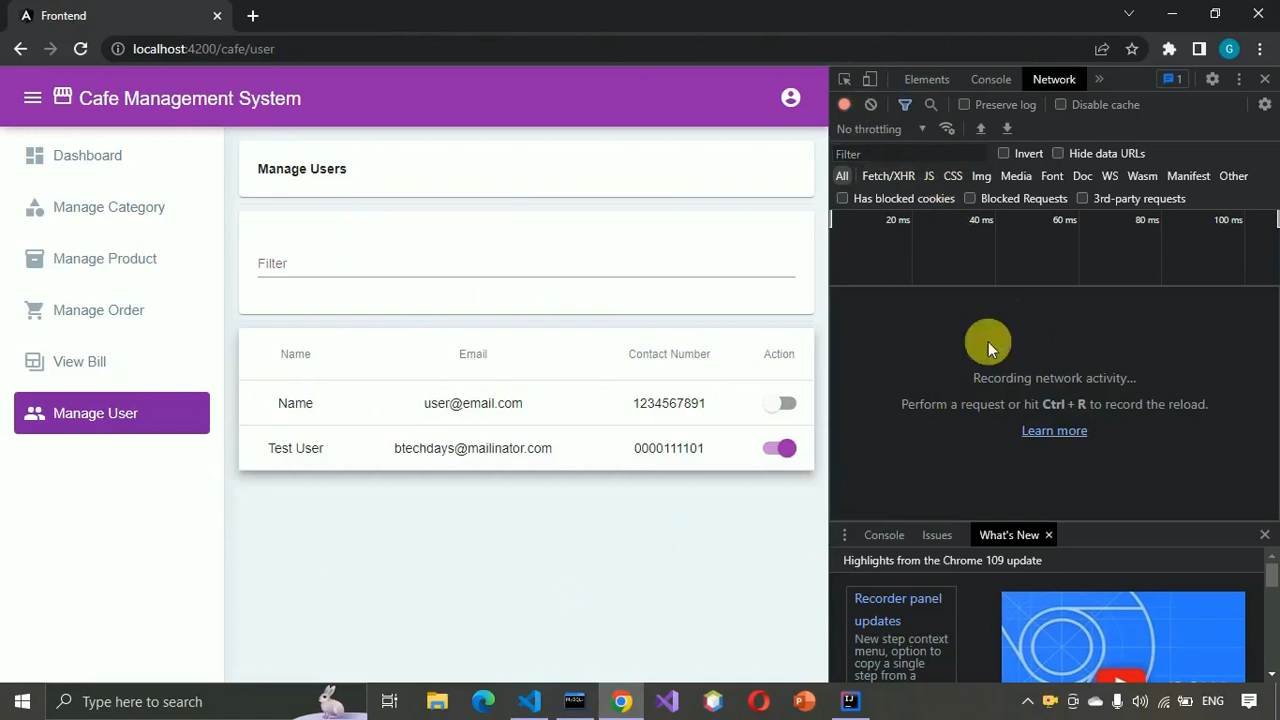 Frontend
localhost:4200/cafe/user
G
Cafe Management System
Dashboard
Manage Category
Manage Product
Manage Order
View Bill
Manage User
Manage Users
Filter
Name Email Contact Number Action
Name user@email.com 1234567891
Test User btechdays@mailinator.com 0000111101
Elements Console Network » 1
Preserve log Disable cache
No throttling
Filter Invert Hide data URLs
All Fetch/XHR JS CSS Img Media Font Doc WS Wasm Manifest Other
Has blocked cookies Blocked Requests 3rd-party requests
20 ms 40 ms 60 ms 80 ms 100 ms
Recording network activity...
Perform a request or hit Ctrl + R to record the reload.
Learn more
Console Issues What's New
Highlights from the Chrome 109 update
Recorder panel
updates
New step context
menu, option to
copy a single
step from a
Type here to search
ENG